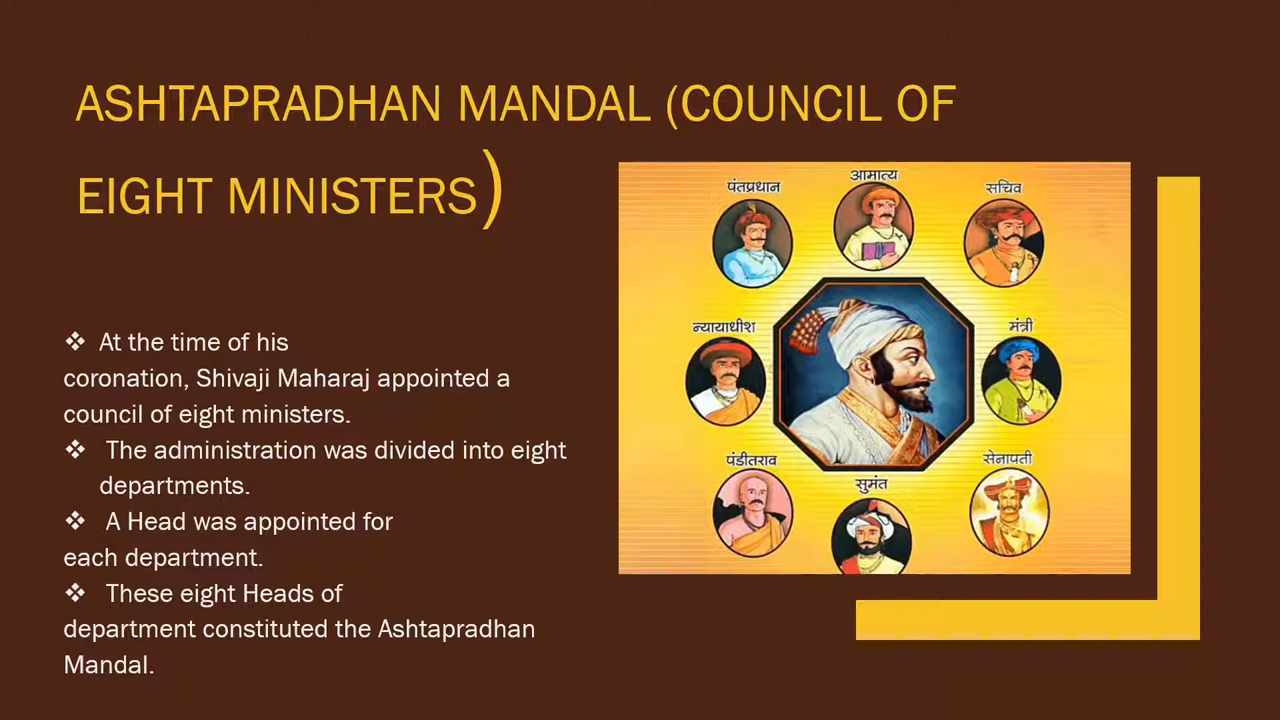 ASHTAPRADHAN MANDAL (COUNCIL OF
EIGHT MINISTERS)
❖ At the time of his
coronation, Shivaji Maharaj appointed a
council of eight ministers.
❖ The administration was divided into eight
departments.
❖ A Head was appointed for
each department.
❖ These eight Heads of
department constituted the Ashtapradhan
Mandal.
पंतप्रधान
आमात्य
सचिव
न्यायाधीश
मंत्री
पंडीतराव
सुमंत
सेनापती